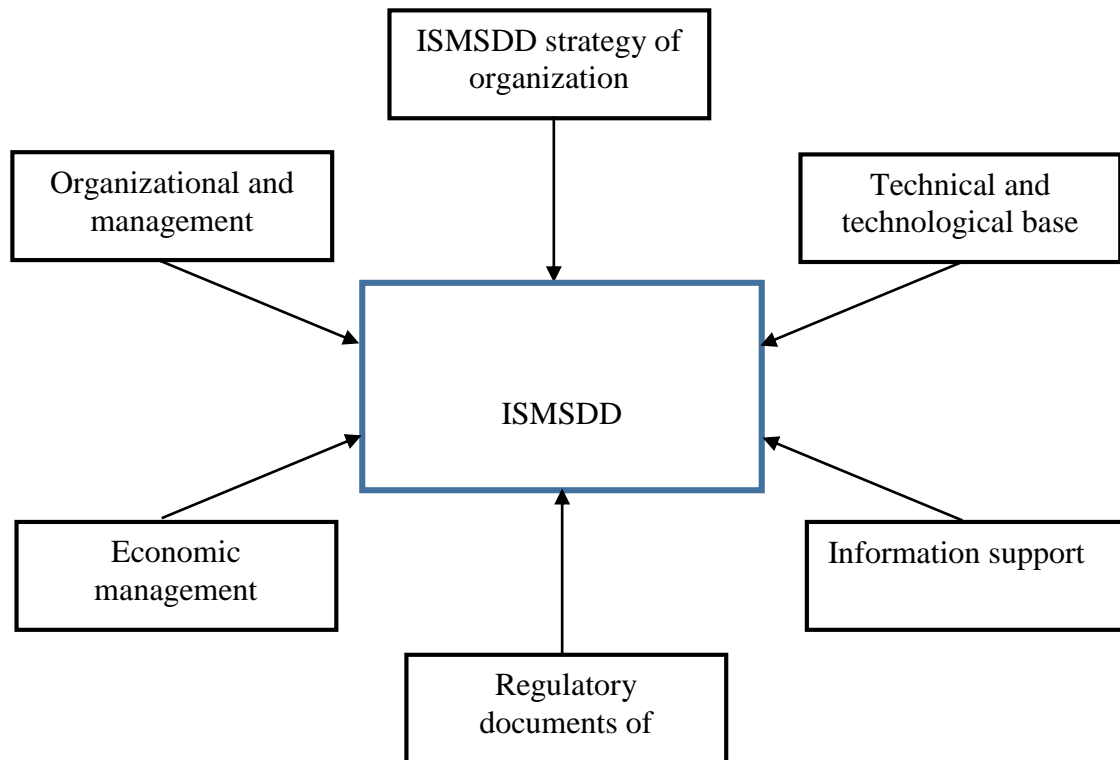 ISMSDD strategy of
organization
Organizational and
management
Technical and
technological base
ISMSDD
Economic
management
Information support
Regulatory
documents of